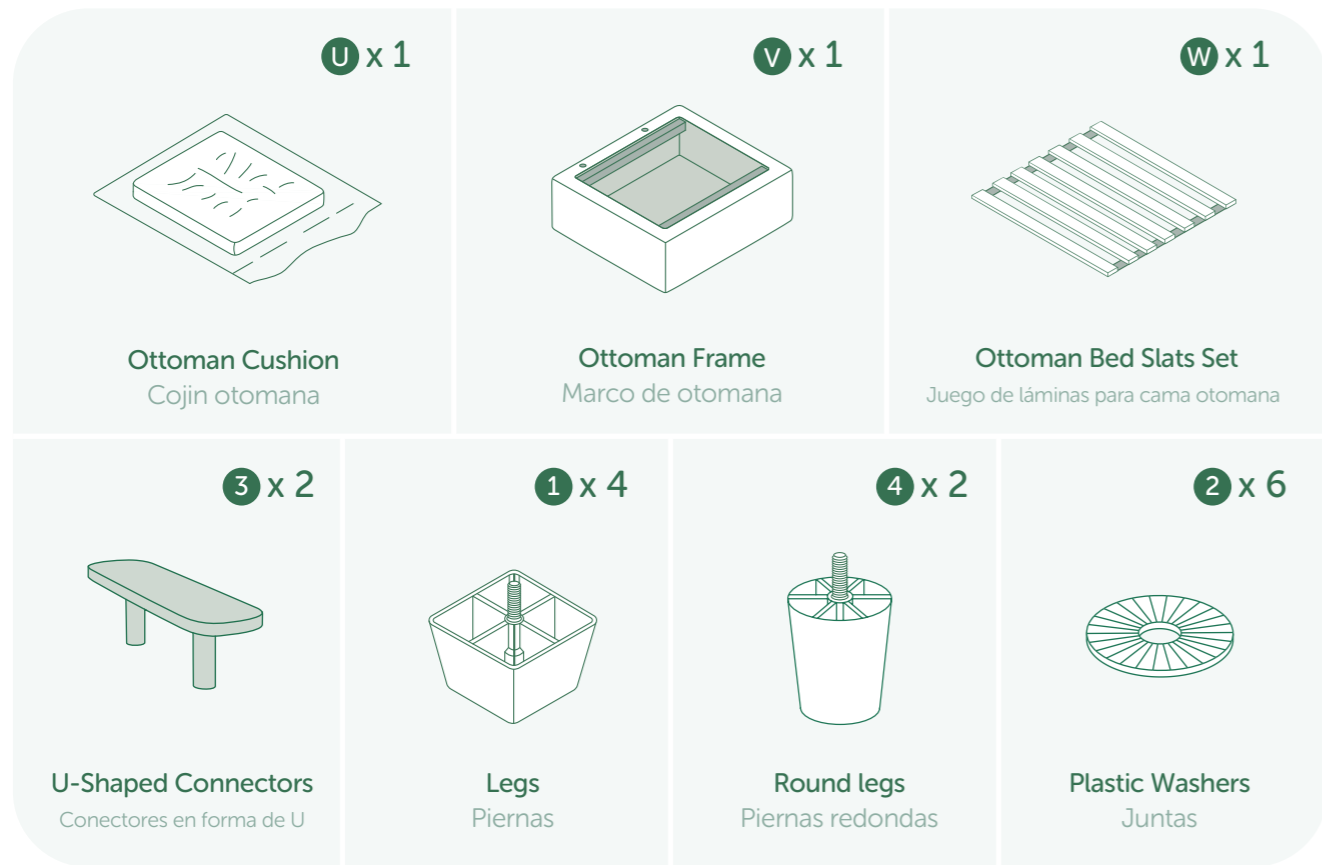 U x 1
V x 1
W x 1
Ottoman Cushion
Cojin otomana
Ottoman Frame
Marco de otomana
Ottoman Bed Slats Set
Juego de láminas para cama otomana
3 x 2
1 x 4
4 x 2
2 x 6
U-Shaped Connectors
Conectores en forma de U
Legs
Piernas
Round legs
Piernas redondas
Plastic Washers
Juntas